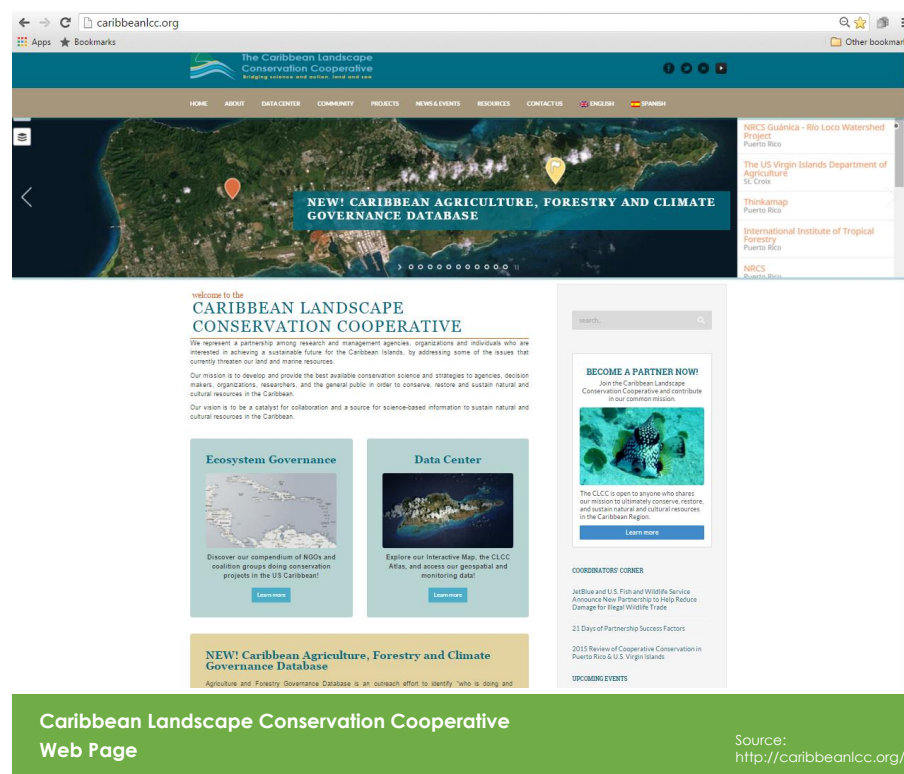 caribbeanlcc.org
Apps Bookmarks Other bookmar
The Caribbean Landscape
Conservation Cooperative
Bridging science and action, land and sea
HOME ABOUT DATA CENTER COMMUNITY PROJECTS NEWS & EVENTS RESOURCES CONTACT US ENGLISH SPANISH
NEW! CARIBBEAN AGRICULTURE, FORESTRY AND CLIMATE
GOVERNANCE DATABASE
NRCS Guánica - Río Loco Watershed
Project
Puerto Rico
The US Virgin Islands Department of
Agriculture
St. Croix
Thinkamap
Puerto Rico
International Institute of Tropical
Forestry
Puerto Rico
NRCS
Puerto Rico
welcome to the
CARIBBEAN LANDSCAPE
CONSERVATION COOPERATIVE
We represent a partnership among research and management agencies, organizations and individuals who are
interested in achieving a sustainable future for the Caribbean Islands, by addressing some of the issues that
currently threaten our land and marine resources.
Our mission is to develop and provide the best available conservation science and strategies to agencies, decision
makers, organizations, researchers, and the general public in order to conserve, restore and sustain natural and
cultural resources in the Caribbean.
Our vision is to be a catalyst for collaboration and a source for science-based information to sustain natural and
cultural resources in the Caribbean.
Ecosystem Governance
Discover our compendium of NGOs and
coalition groups doing conservation
projects in the US Caribbean!
Learn more
Data Center
Explore our Interactive Map, the CLCC
Atlas, and access our geospatial and
monitoring data!
Learn more
NEW! Caribbean Agriculture, Forestry and Climate
Governance Database
Agriculture and Forestry Governance Database is an outreach effort to identify "who is doing and
search..
BECOME A PARTNER NOW!
Join the Caribbean Landscape
Conservation Cooperative and contribute
in our common mission.
The CLCC is open to anyone who shares
our mission to ultimately conserve, restore,
and sustain natural and cultural resources
in the Caribbean Region.
Learn more
COORDINATORS' CORNER
JetBlue and U.S. Fish and Wildlife Service
Announce New Partnership to Help Reduce
Damage for Illegal Wildlife Trade
21 Days of Partnership Success Factors
2015 Review of Cooperative Conservation in
Puerto Rico & U.S. Virgin Islands
UPCOMING EVENTS
Caribbean Landscape Conservation Cooperative
Web Page
Source:
http://caribbeanlcc.org/